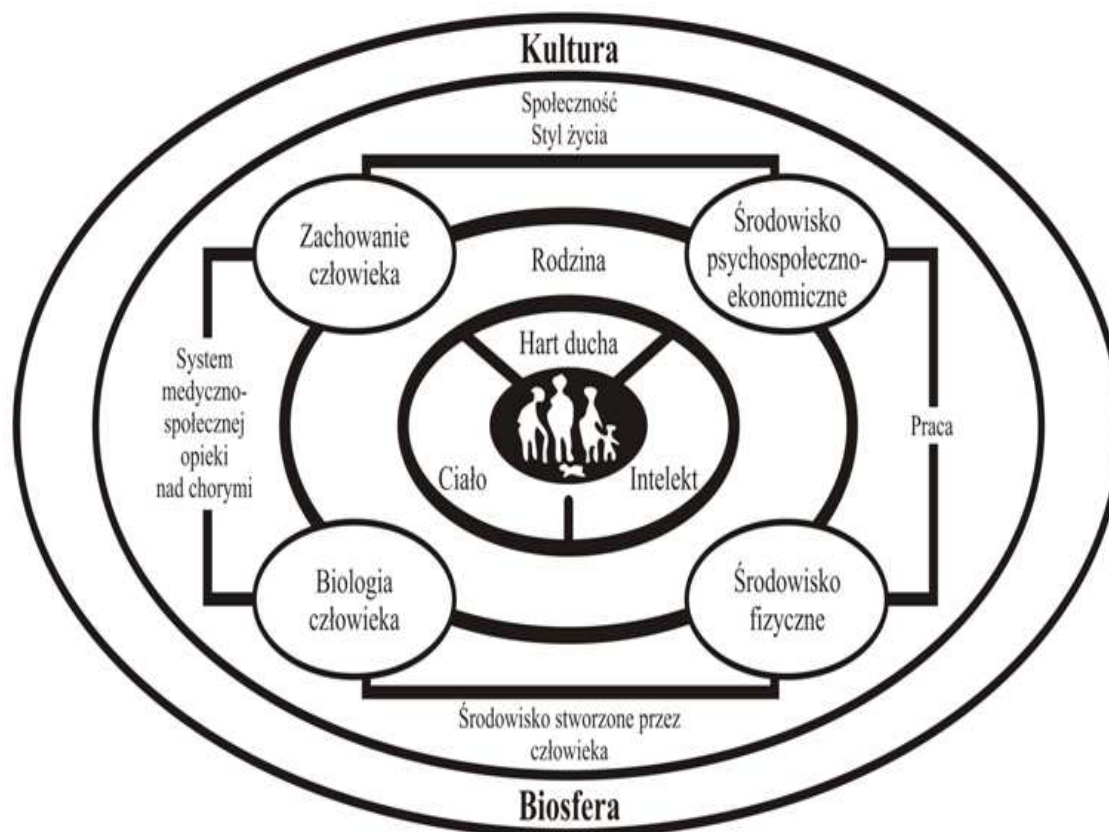 Kultura
Społeczność
Styl życia
Zachowanie
człowieka
Środowisko
psychospołeczno-
ekonomiczne
Rodzina
Hart ducha
System
medyczno-
społecznej
opieki
nad chorymi
Praca
Ciało
Intelekt
Biologia
człowieka
Środowisko
fizyczne
Środowisko stworzone przez
człowieka
Biosfera